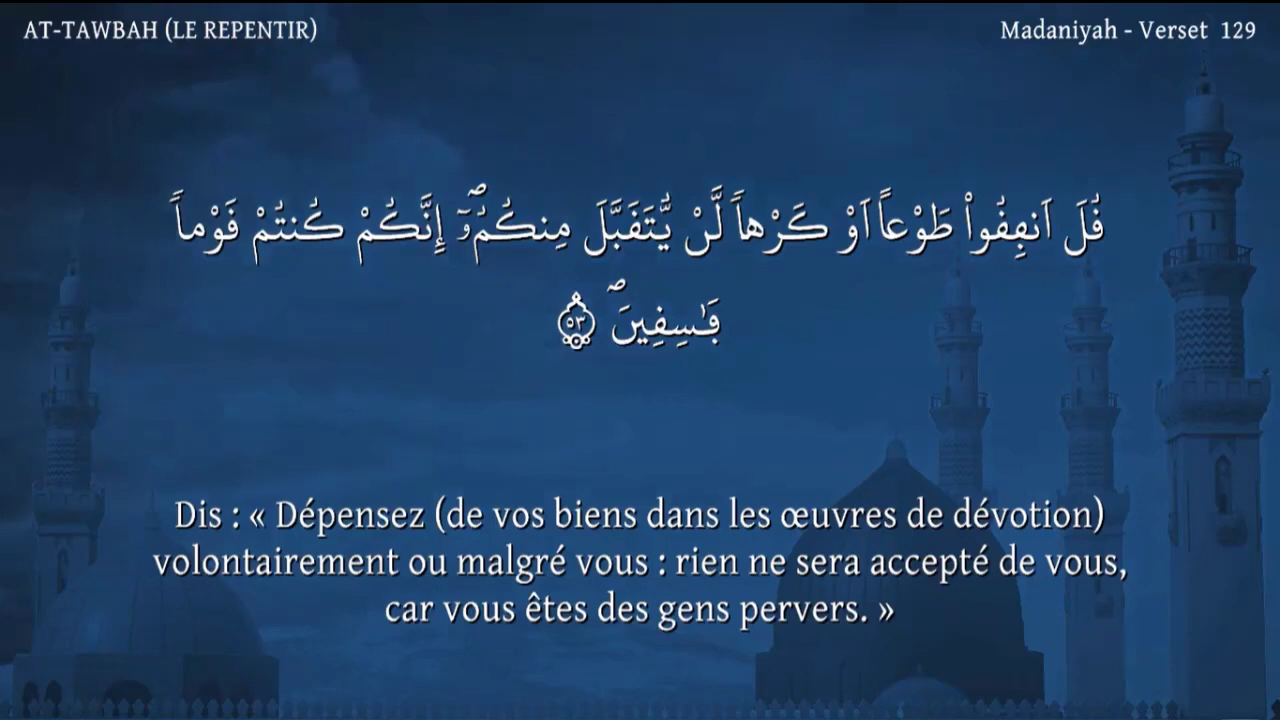 AT-TAWBAH (LE REPENTIR)
Madaniyah - Verset 129
قُلَ اَنفِقُواْ طَوْعاً اَوْ كَرْهاً لَّنْ يُّتَقَبَّلَ مِنكُمُۥٓۖ إِنَّكُمْ كُنتُمْ قَوْماً
فَٰسِقِينَۖ ٥٣
Dis : « Dépensez (de vos biens dans les œuvres de dévotion)
volontairement ou malgré vous : rien ne sera accepté de vous,
car vous êtes des gens pervers. »